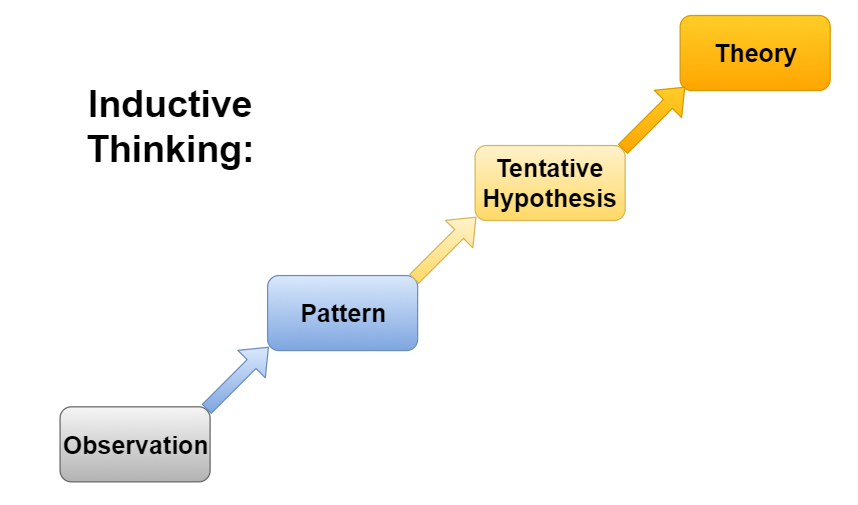 Inductive
Thinking:
Theory
Tentative
Hypothesis
Pattern
Observation